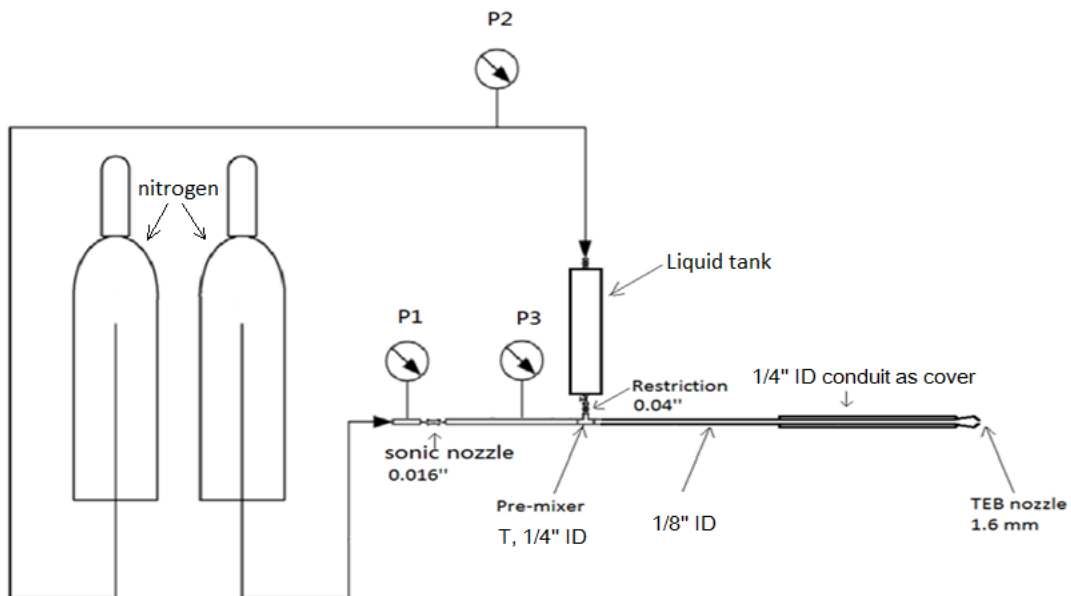 P2
nitrogen
Liquid tank
P1
P3
1/4" ID conduit as cover
Restriction
0.04"
sonic nozzle
0.016"
Pre-mixer
T, 1/4" ID
1/8" ID
TEB nozzle
1.6 mm